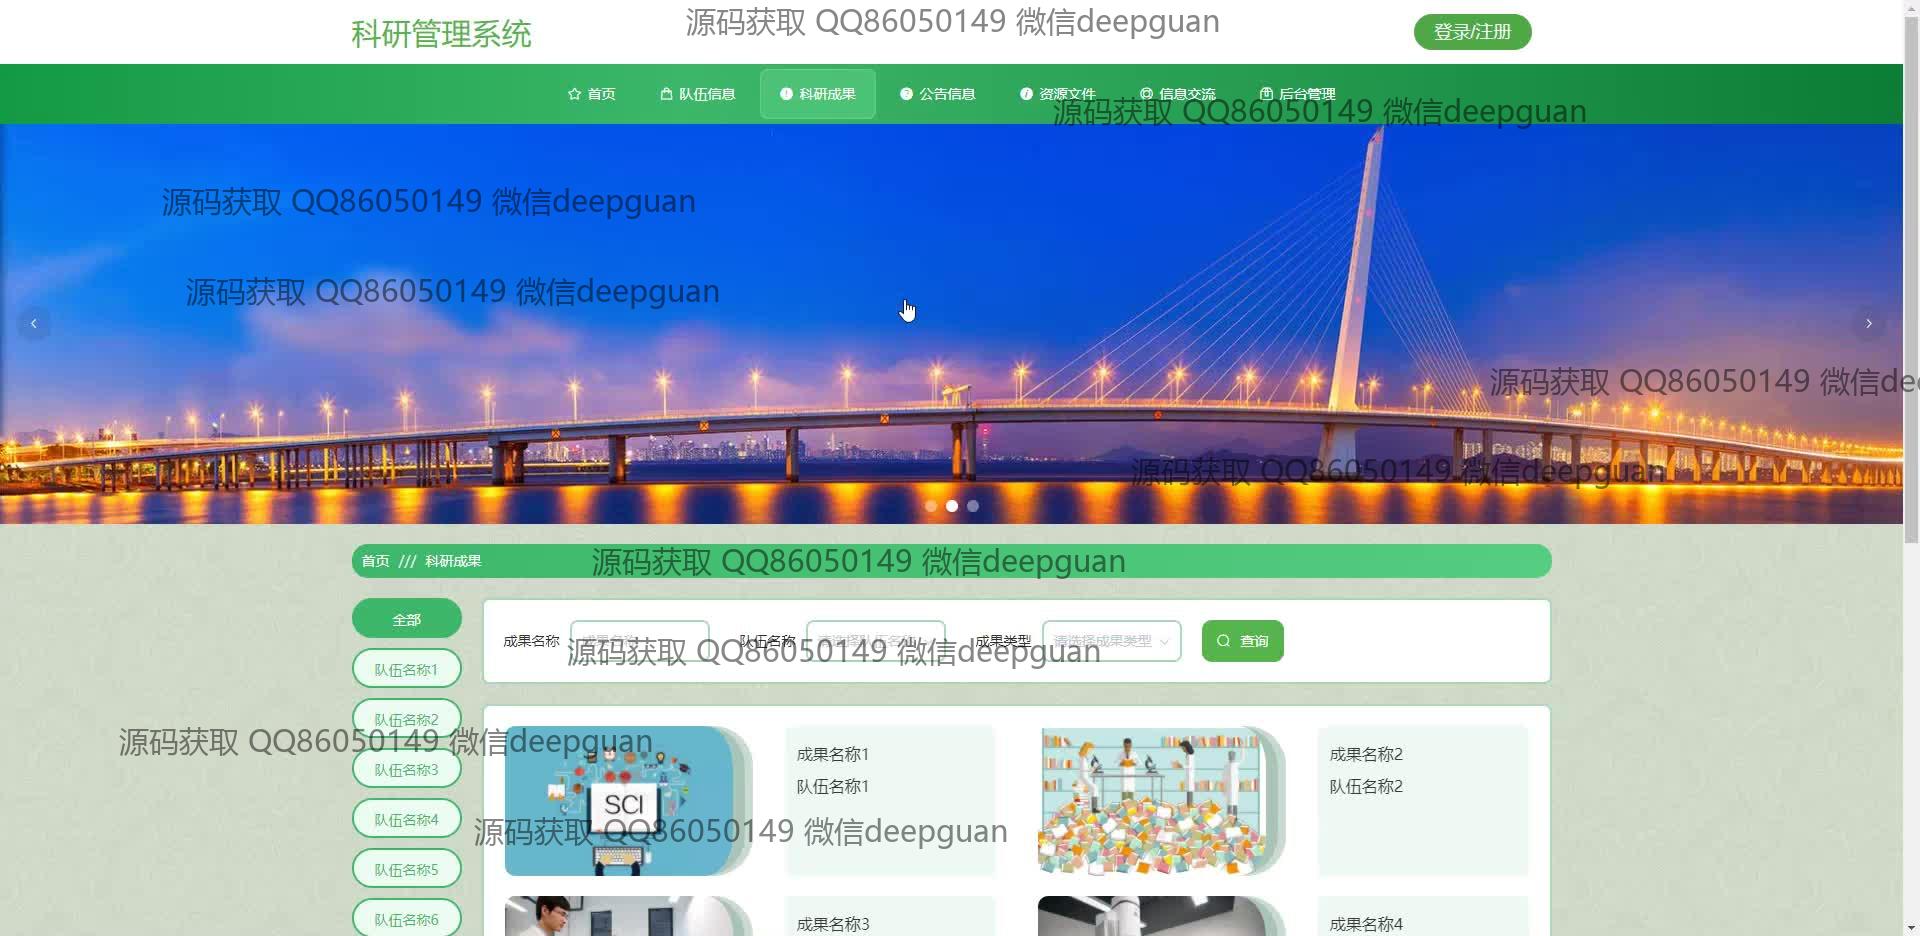 科研管理系统
源码获取 QQ86050149 微信deepguan
登录/注册
首页
队伍信息
科研成果
公告信息
资源文件
信息交流
后台管理
源码获取 QQ86050149 微信deepguan
源码获取 QQ86050149 微信deepguan
源码获取 QQ86050149 微信deepguan
源码获取 QQ86050149 微信de
源码获取 QQ86050149 微信deepguan
首页 /// 科研成果
源码获取 QQ86050149 微信deepguan
全部
队伍名称1
队伍名称2
队伍名称3
队伍名称4
队伍名称5
队伍名称6
成果名称
成果名称
队伍名称
请选择队伍名称
成果类型
请选择成果类型
查询
源码获取 QQ86050149 微信deepguan
源码获取 QQ86050149 微信deepguan
SCI
成果名称1
队伍名称1
成果名称2
队伍名称2
源码获取 QQ86050149 微信deepguan
成果名称3
成果名称4